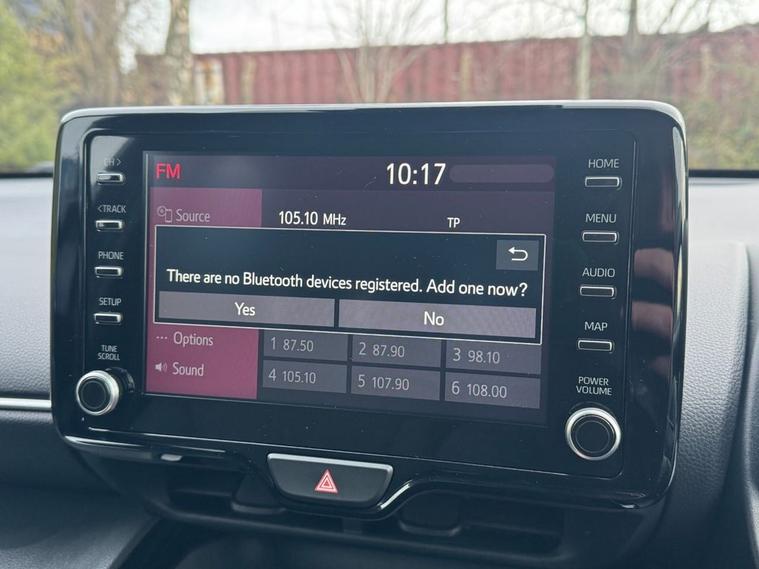 CH >
<TRACK
PHONE
SETUP
TUNE
SCROLL
FM
10:17
Source
105.10 MHz
TP
There are no Bluetooth devices registered. Add one now?
Yes
No
Options
Sound
1 87.50
2 87.90
3 98.10
4 105.10
5 107.90
6 108.00
HOME
MENU
AUDIO
MAP
POWER
VOLUME